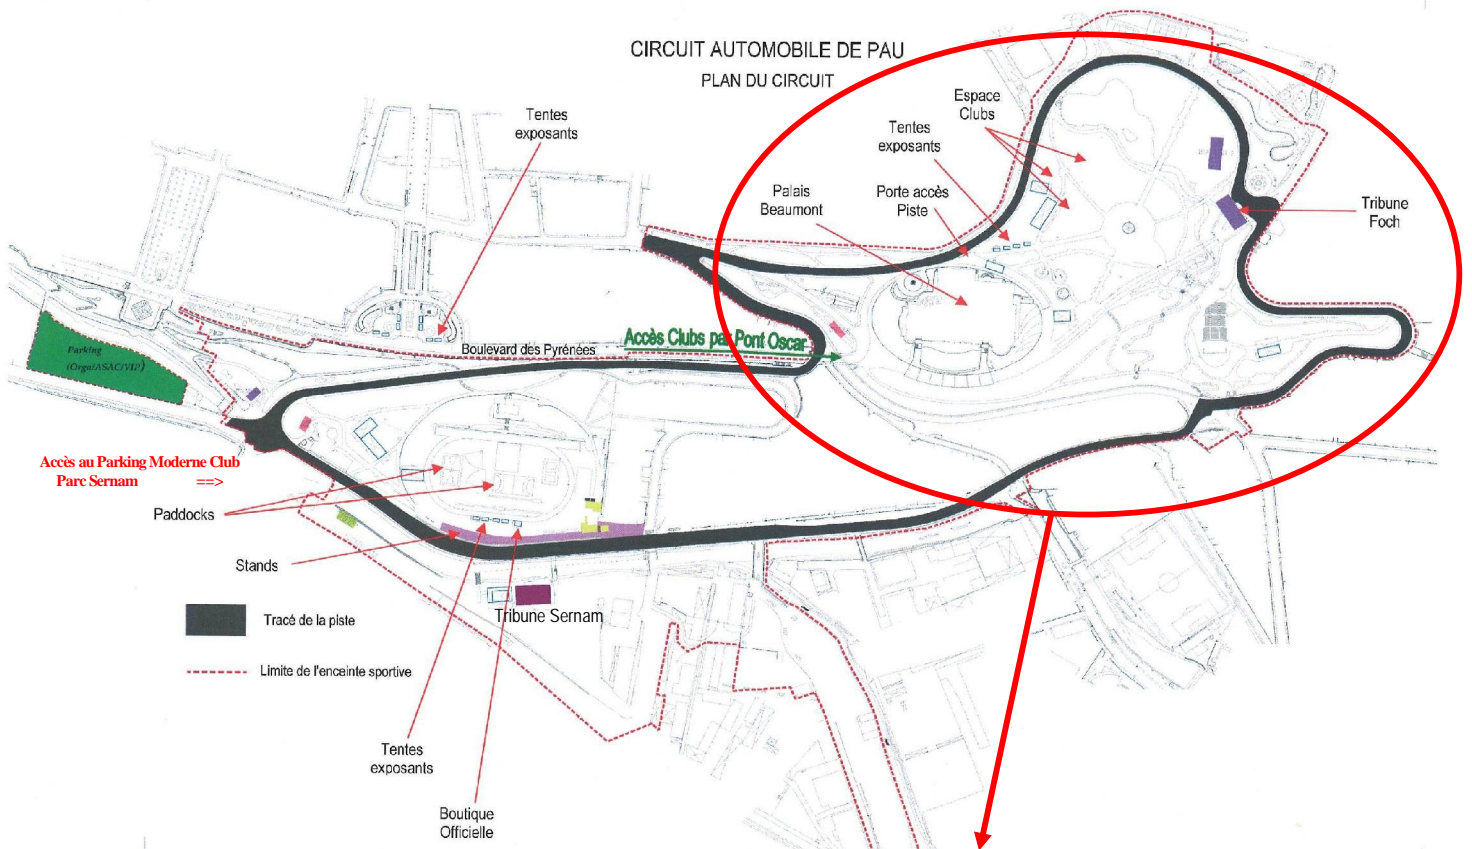 CIRCUIT AUTOMOBILE DE PAU
PLAN DU CIRCUIT
Tentes
exposants
Espace
Clubs
Tentes
exposants
Palais
Beaumont
Porte accès
Piste
Tribune
Foch
Accès Clubs par Pont Oscar
Boulevard des Pyrénées
Parking
(Orga/ASAC/VIP)
Accès au Parking Moderne Club
Parc Sernam ==>
Paddocks
Stands
Tribune Sernam
Tracé de la piste
Limite de l'enceinte sportive
Tentes
exposants
Boutique
Officielle